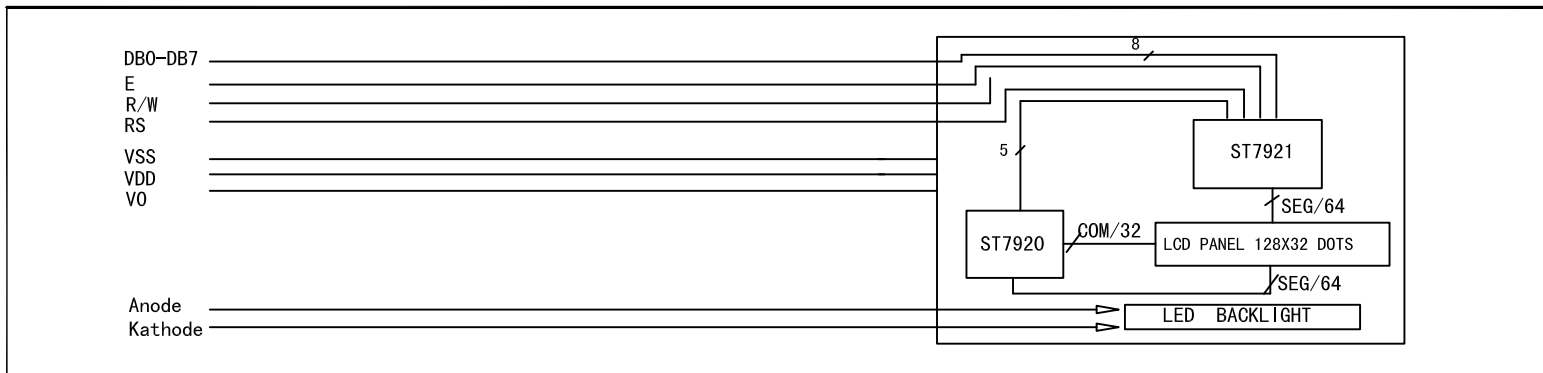 DB0-DB7
8
E
R/W
RS
VSS
5
ST7921
VDD
V0
SEG/64
ST7920
COM/32
LCD PANEL 128X32 DOTS
SEG/64
Anode
LED BACKLIGHT
Kathode